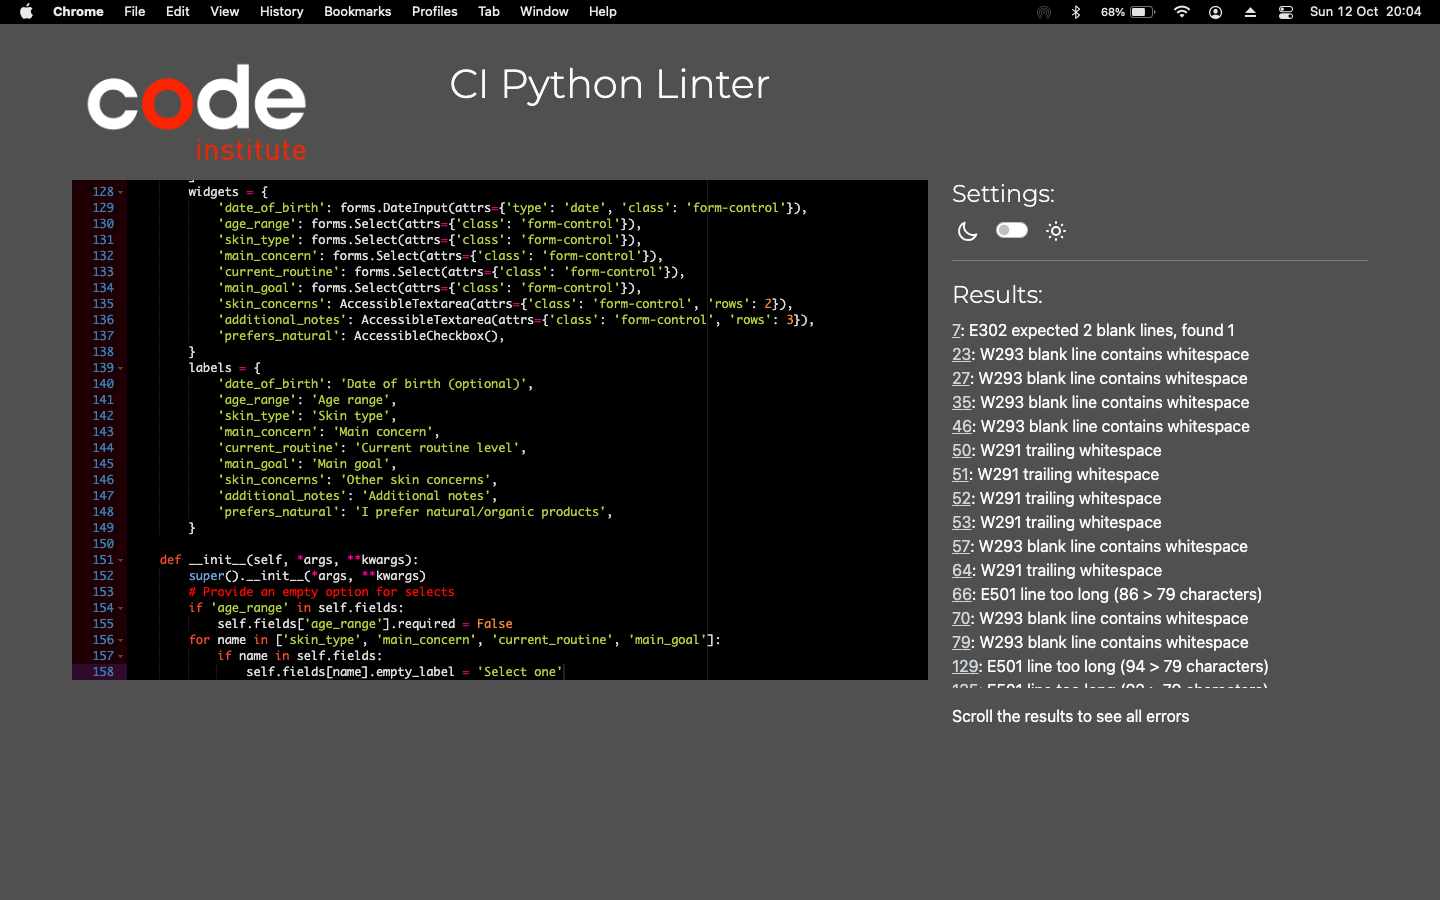 Chrome File Edit View History Bookmarks Profiles Tab Window Help 68% Sun 12 Oct 20:04
code
institute
CI Python Linter
128 widgets = {
129 'date_of_birth': forms.DateInput(attrs={'type': 'date', 'class': 'form-control'}),
130 'age_range': forms.Select(attrs={'class': 'form-control'}),
131 'skin_type': forms.Select(attrs={'class': 'form-control'}),
132 'main_concern': forms.Select(attrs={'class': 'form-control'}),
133 'current_routine': forms.Select(attrs={'class': 'form-control'}),
134 'main_goal': forms.Select(attrs={'class': 'form-control'}),
135 'skin_concerns': AccessibleTextarea(attrs={'class': 'form-control', 'rows': 2}),
136 'additional_notes': AccessibleTextarea(attrs={'class': 'form-control', 'rows': 3}),
137 'prefers_natural': AccessibleCheckbox(),
138 }
139 labels = {
140 'date_of_birth': 'Date of birth (optional)',
141 'age_range': 'Age range',
142 'skin_type': 'Skin type',
143 'main_concern': 'Main concern',
144 'current_routine': 'Current routine level',
145 'main_goal': 'Main goal',
146 'skin_concerns': 'Other skin concerns',
147 'additional_notes': 'Additional notes',
148 'prefers_natural': 'I prefer natural/organic products',
149 }
150
151 def __init__(self, *args, **kwargs):
152 super().__init__(*args, **kwargs)
153 # Provide an empty option for selects
154 if 'age_range' in self.fields:
155 self.fields['age_range'].required = False
156 for name in ['skin_type', 'main_concern', 'current_routine', 'main_goal']:
157 if name in self.fields:
158 self.fields[name].empty_label = 'Select one'
Settings:
Results:
7: E302 expected 2 blank lines, found 1
23: W293 blank line contains whitespace
27: W293 blank line contains whitespace
35: W293 blank line contains whitespace
46: W293 blank line contains whitespace
50: W291 trailing whitespace
51: W291 trailing whitespace
52: W291 trailing whitespace
53: W291 trailing whitespace
57: W293 blank line contains whitespace
64: W291 trailing whitespace
66: E501 line too long (86 > 79 characters)
70: W293 blank line contains whitespace
79: W293 blank line contains whitespace
129: E501 line too long (94 > 79 characters)
Scroll the results to see all errors